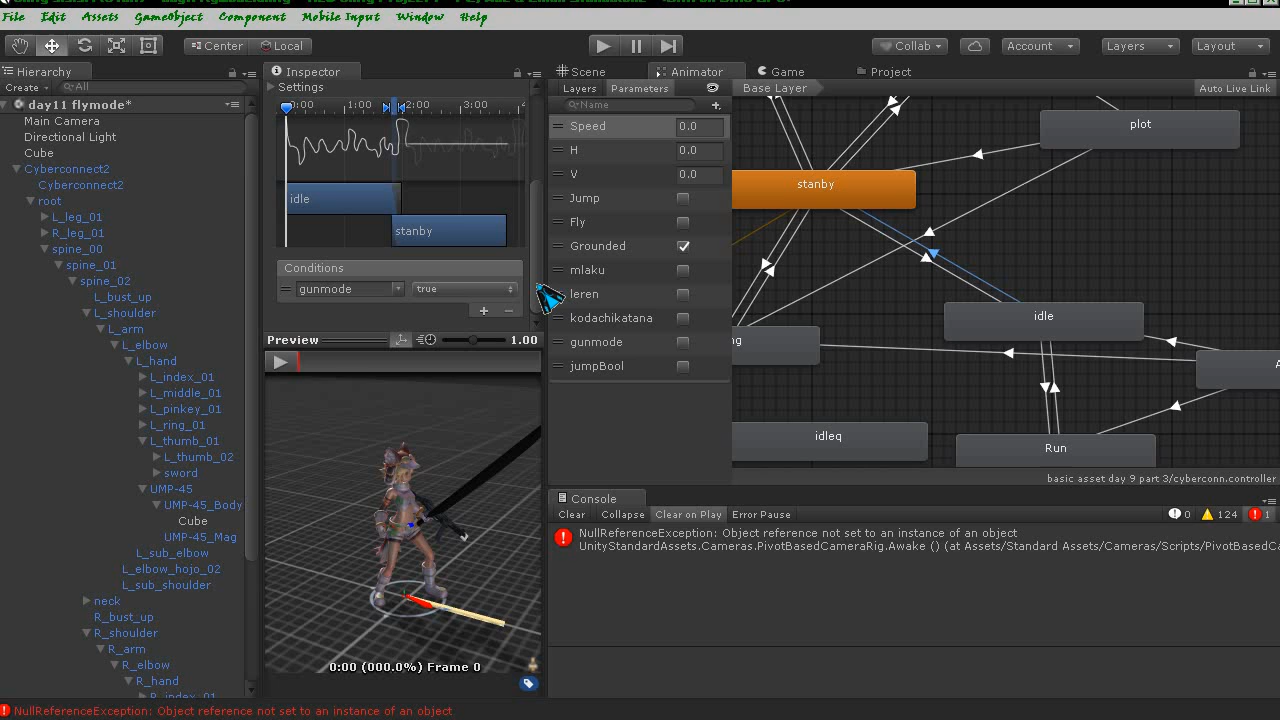 File Edit Assets GameObject Component Mobile Input Window Help
Center Local Collab Account Layers Layout
Hierarchy
Create All
day11 flymode*
Main Camera
Directional Light
Cube
Cyberconnect2
Cyberconnect2
root
L_leg_01
R_leg_01
spine_00
spine_01
spine_02
L_bust_up
L_shoulder
L_arm
L_elbow
L_hand
L_index_01
L_middle_01
L_pinkey_01
L_ring_01
L_thumb_01
L_thumb_02
sword
UMP-45
UMP-45_Body
Cube
UMP-45_Mag
L_sub_elbow
L_elbow_hojo_02
L_sub_shoulder
neck
R_bust_up
R_shoulder
R_arm
R_elbow
R_hand
R_index_01
Inspector
Settings
0:00 1:00 2:00 3:00
idle
stanby
Conditions
gunmode true
Preview 1.00
0:00 (000.0%) Frame 0
Scene Animator Game Project
Layers Parameters Base Layer Auto Live Link
Name
Speed 0.0
H 0.0
V 0.0
Jump
Fly
Grounded
mlaku
leren
kodachikatana
gunmode
jumpBool
plot
stanby
idle
ng
A
idleq
Run
basic asset day 9 part 3/cyberconn.controller
Console
Clear Collapse Clear on Play Error Pause 0 124 1
NullReferenceException: Object reference not set to an instance of an object
UnityStandardAssets.Cameras.PivotBasedCameraRig.Awake () (at Assets/Standard Assets/Cameras/Scripts/PivotBasedCa
NullReferenceException: Object reference not set to an instance of an object